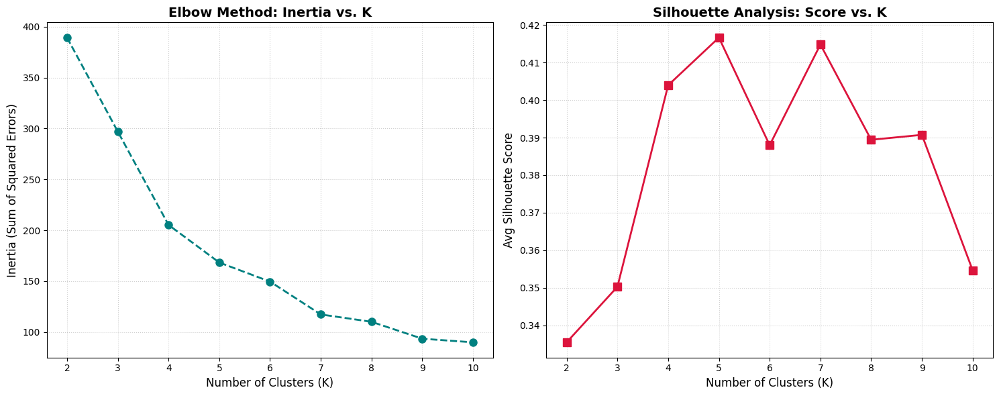 Elbow Method: Inertia vs. K
400
350
300
250
200
150
100
Inertia (Sum of Squared Errors)
2 3 4 5 6 7 8 9 10
Number of Clusters (K)
Silhouette Analysis: Score vs. K
0.42
0.41
0.40
0.39
0.38
0.37
0.36
0.35
0.34
Avg Silhouette Score
2 3 4 5 6 7 8 9 10
Number of Clusters (K)